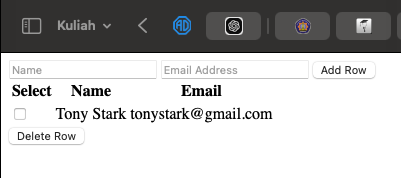 Kuliah
Name Email Address Add Row
Select Name Email
Tony Stark tonystark@gmail.com
Delete Row